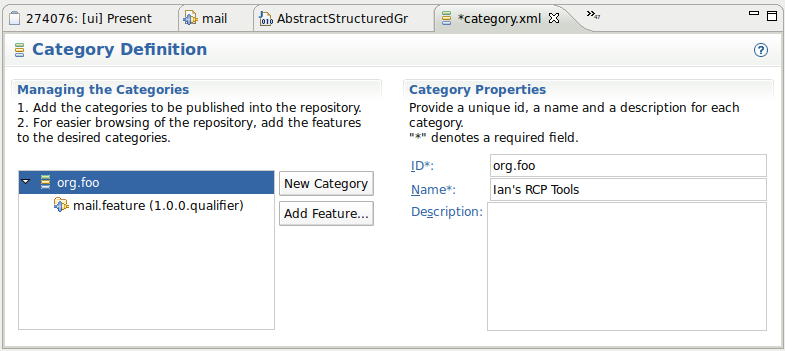 274076: [ui] Present
mail
AbstractStructuredGr
*category.xml
47
Category Definition
Managing the Categories
1. Add the categories to be published into the repository.
2. For easier browsing of the repository, add the features
to the desired categories.
org.foo
mail.feature (1.0.0.qualifier)
New Category
Add Feature...
Category Properties
Provide a unique id, a name and a description for each
category.
"*" denotes a required field.
ID*:
org.foo
Name*:
Ian's RCP Tools
Description: